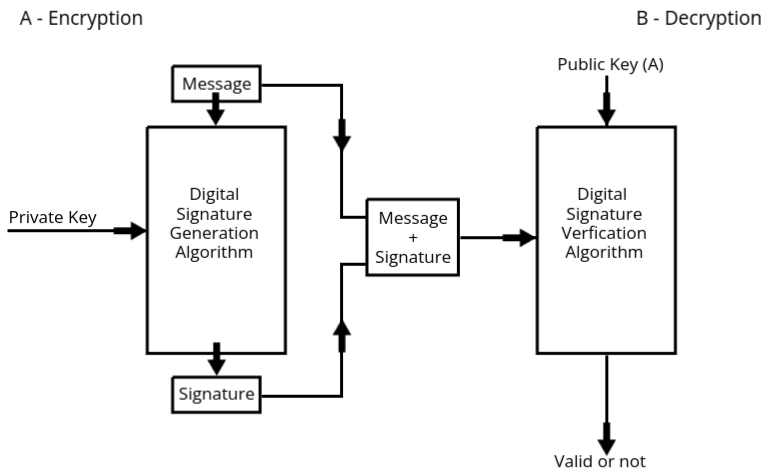 A - Encryption
B - Decryption
Message
Public Key (A)
Private Key
Digital
Signature
Generation
Algorithm
Message
+
Signature
Digital
Signature
Verfication
Algorithm
Signature
Valid or not